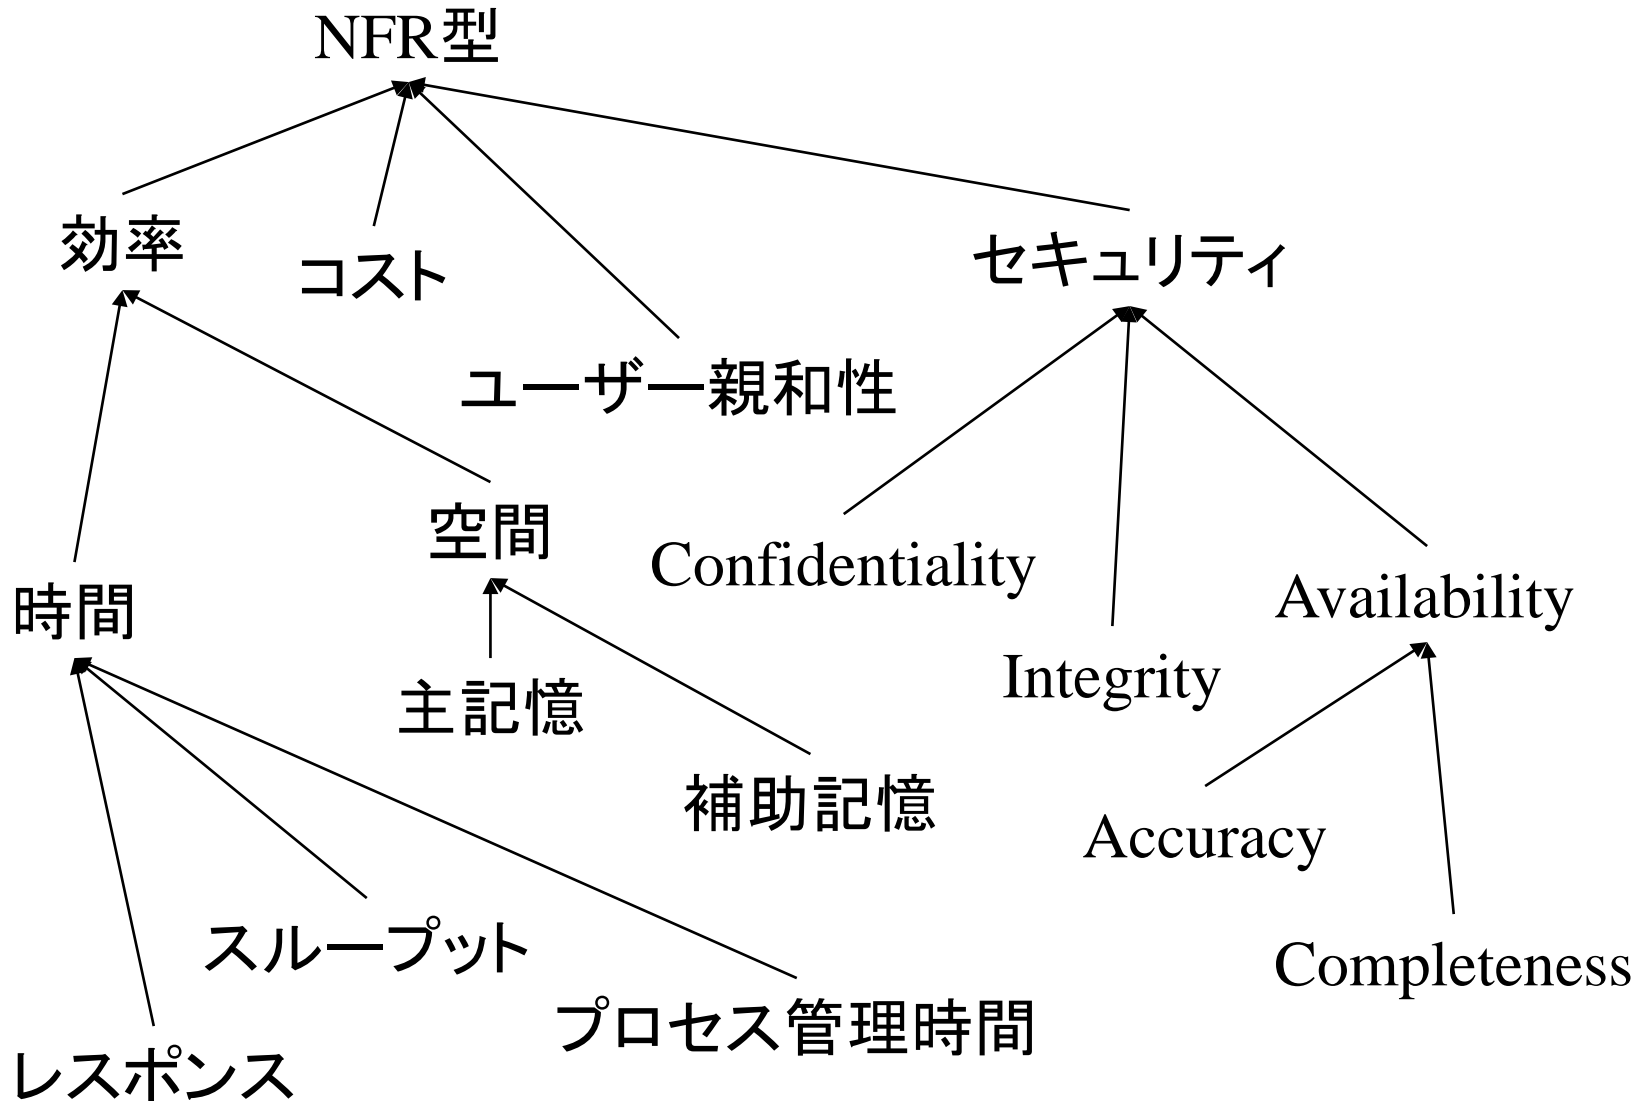 NFR型
効率
コスト
セキュリティ
ユーザー親和性
空間
Confidentiality
時間
Availability
Integrity
主記憶
補助記憶
Accuracy
スループット
Completeness
プロセス管理時間
レスポンス